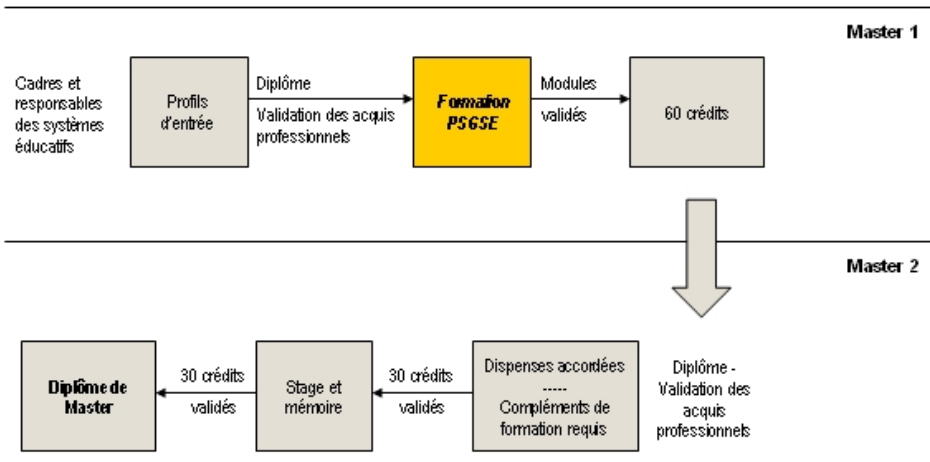 Master 1
Cadres et
responsables
des systèmes
éducatifs
Profils
d'entrée
Diplôme
Validation des acquis
professionnels
Formation
PSGSE
Modules
validés
60 crédits
Master 2
Diplôme -
Validation des
acquis
professionnels
Dispenses accordées
-----
Compléments de
formation requis
30 crédits
validés
Stage et
mémoire
30 crédits
validés
Diplôme de
Master